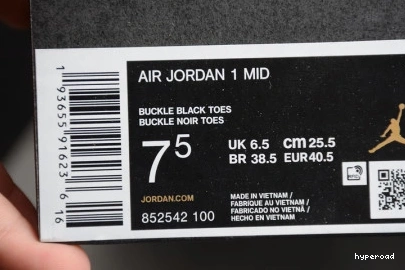 AIR JORDAN 1 MID
BUCKLE BLACK TOES
BUCKLE NOIR TOES
7 5
UK 6.5 cm 25.5
BR 38.5 EUR 40.5
JORDAN.COM
852542 100
MADE IN VIETNAM /
FABRIQUE AU VIETNAM /
FABRICADO NO VIETNÃ /
HECHO EN VIETNAM
1 93655 91623 6 16
hyperoad